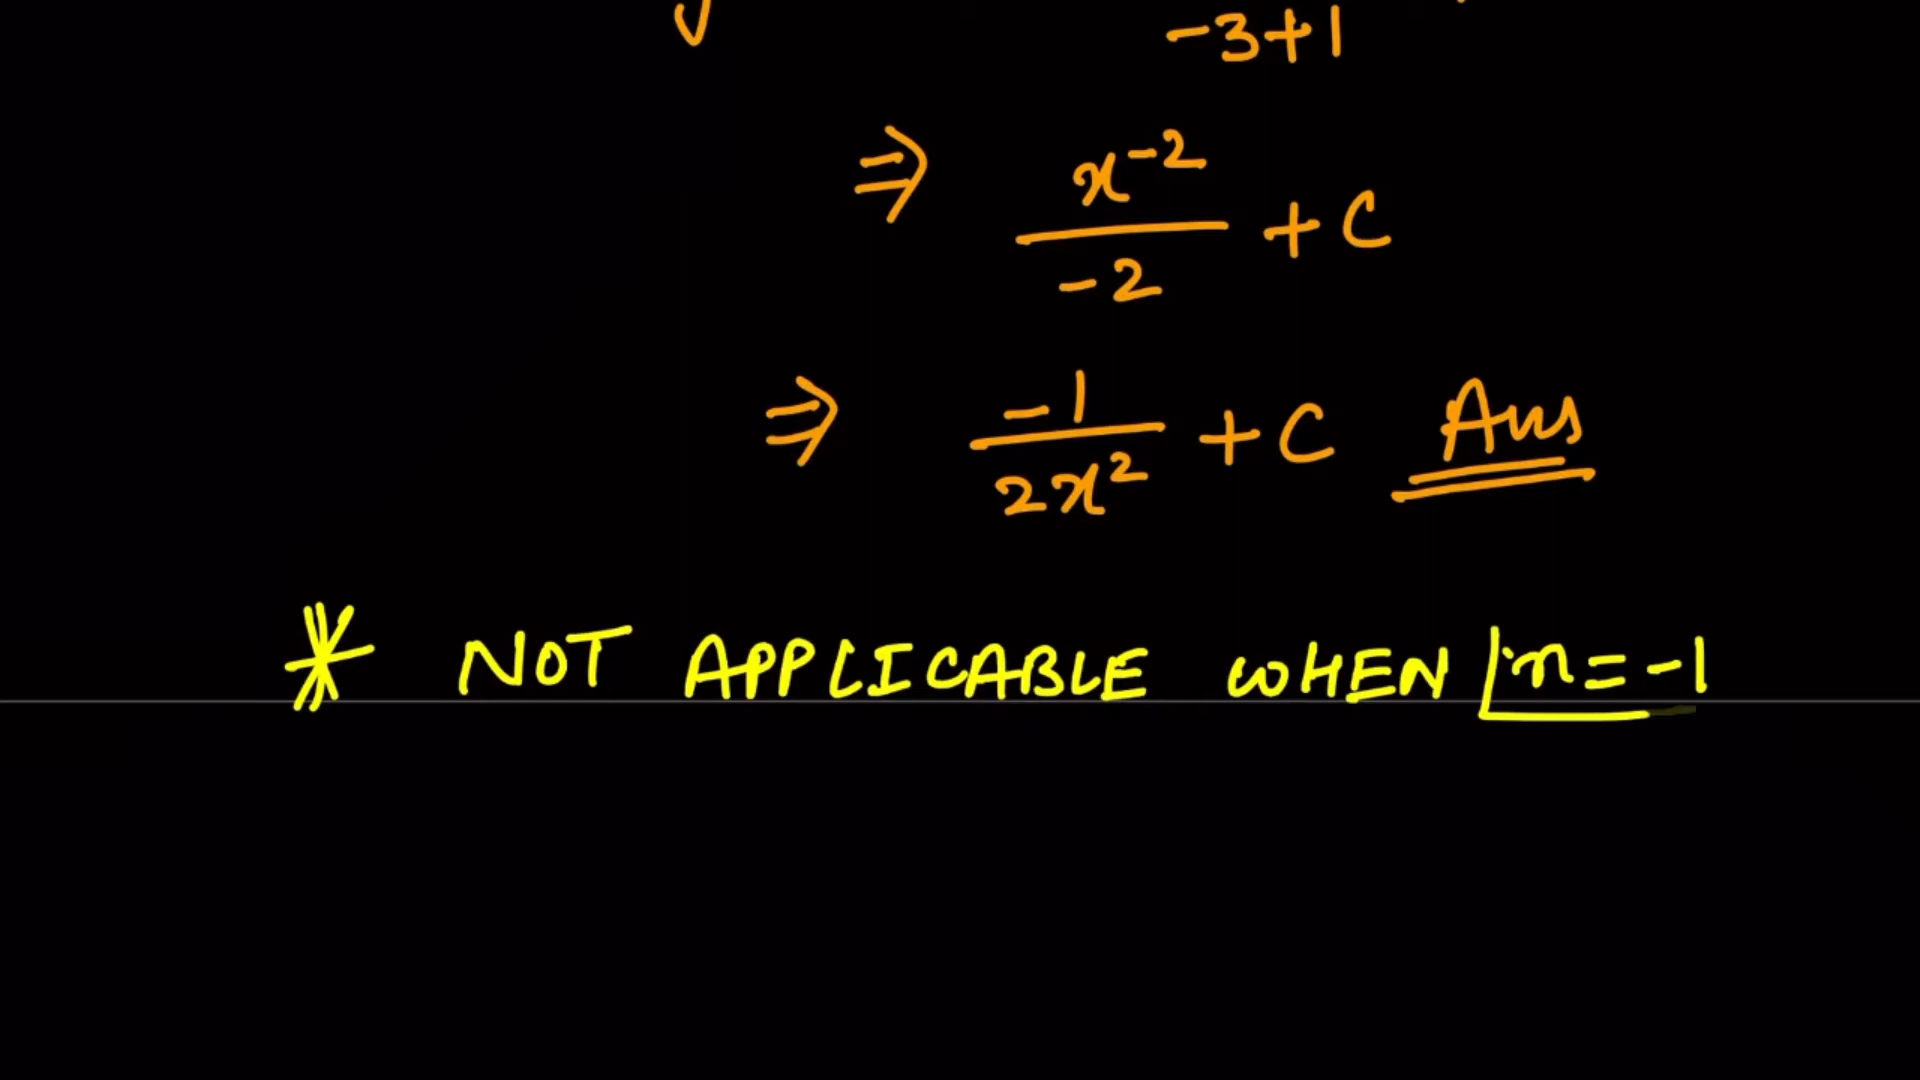 -3+1
⇒ x⁻²/-2 + C
⇒ -1/2x² + C Ans
* NOT APPLICABLE WHEN n=-1